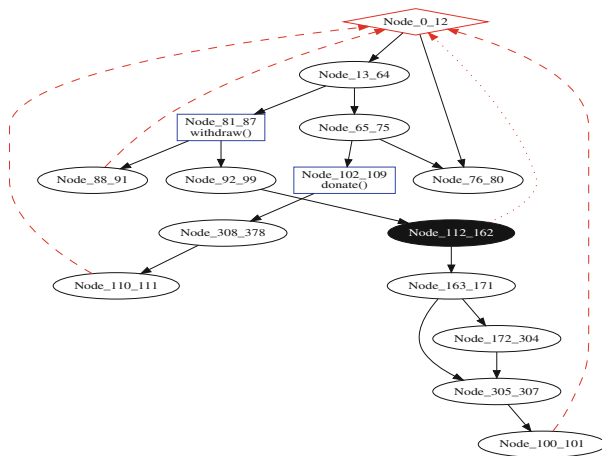 Node_0_12
Node_13_64
Node_81_87
withdraw()
Node_65_75
Node_88_91
Node_92_99
Node_102_109
donate()
Node_76_80
Node_308_378
Node_112_162
Node_110_111
Node_163_171
Node_172_304
Node_305_307
Node_100_101